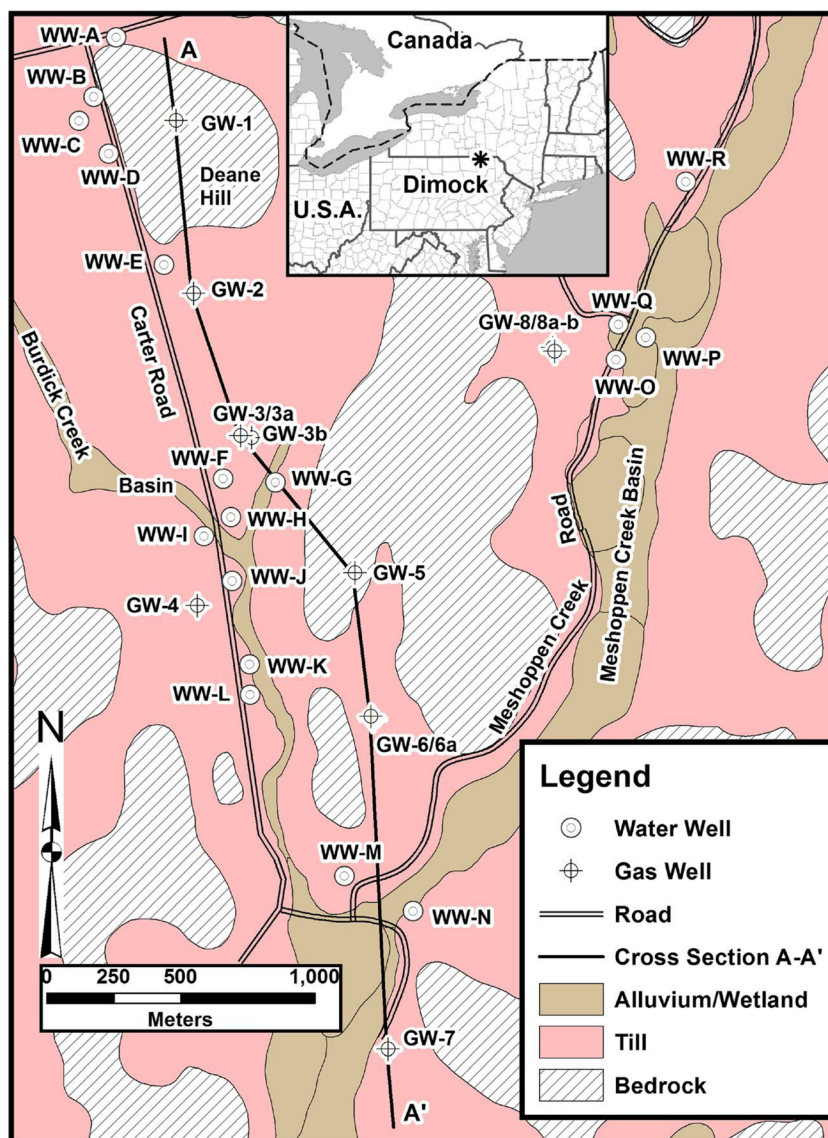 WW-A
A
WW-B
WW-C
GW-1
WW-D
Deane
Hill
Canada
Dimock
U.S.A.
WW-R
WW-E
GW-2
Carter Road
Burdick Creek
Basin
WW-Q
GW-8/8a-b
WW-P
WW-O
GW-3/3a
GW-3b
WW-F
WW-G
WW-H
WW-I
WW-J
GW-5
GW-4
Road
Meshoppen Creek
Meshoppen Creek Basin
WW-K
WW-L
GW-6/6a
N
WW-M
WW-N
GW-7
A'
0 250 500 1,000
Meters
Legend
Water Well
Gas Well
Road
Cross Section A-A'
Alluvium/Wetland
Till
Bedrock